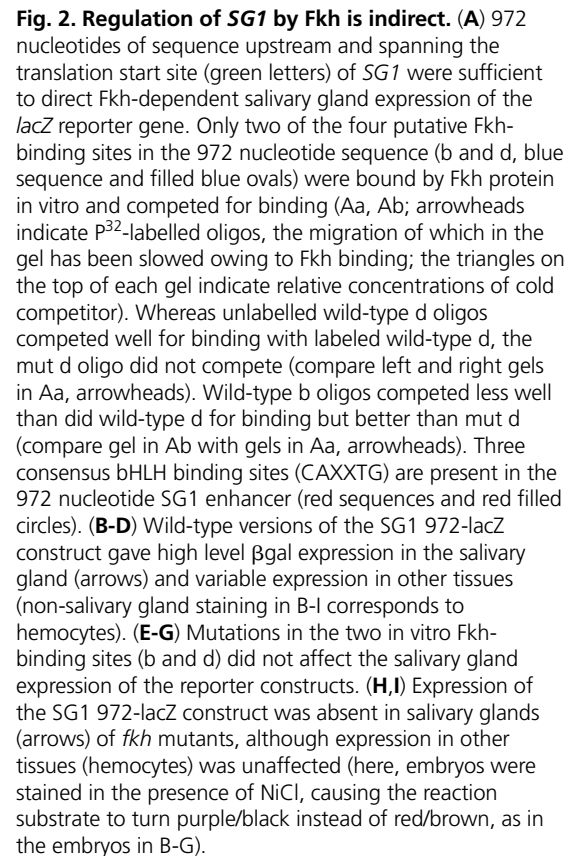 Fig. 2. Regulation of SG1 by Fkh is indirect. (A) 972
nucleotides of sequence upstream and spanning the
translation start site (green letters) of SG1 were sufficient
to direct Fkh-dependent salivary gland expression of the
lacZ reporter gene. Only two of the four putative Fkh-
binding sites in the 972 nucleotide sequence (b and d, blue
sequence and filled blue ovals) were bound by Fkh protein
in vitro and competed for binding (Aa, Ab; arrowheads
indicate P32-labelled oligos, the migration of which in the
gel has been slowed owing to Fkh binding; the triangles on
the top of each gel indicate relative concentrations of cold
competitor). Whereas unlabelled wild-type d oligos
competed well for binding with labeled wild-type d, the
mut d oligo did not compete (compare left and right gels
in Aa, arrowheads). Wild-type b oligos competed less well
than did wild-type d for binding but better than mut d
(compare gel in Ab with gels in Aa, arrowheads). Three
consensus bHLH binding sites (CAXXTG) are present in the
972 nucleotide SG1 enhancer (red sequences and red filled
circles). (B-D) Wild-type versions of the SG1 972-lacZ
construct gave high level βgal expression in the salivary
gland (arrows) and variable expression in other tissues
(non-salivary gland staining in B-I corresponds to
hemocytes). (E-G) Mutations in the two in vitro Fkh-
binding sites (b and d) did not affect the salivary gland
expression of the reporter constructs. (H,I) Expression of
the SG1 972-lacZ construct was absent in salivary glands
(arrows) of fkh mutants, although expression in other
tissues (hemocytes) was unaffected (here, embryos were
stained in the presence of NiCl, causing the reaction
substrate to turn purple/black instead of red/brown, as in
the embryos in B-G).